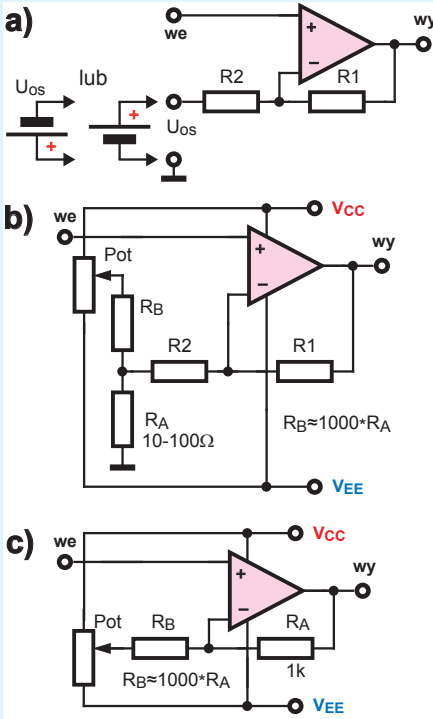 a)
we
wy
+
−
R2
R1
Uos
lub
+
+
Uos
b)
we
VCC
wy
Pot
+
−
RB
R2
R1
RA
10-100Ω
RB≈1000*RA
VEE
c)
we
VCC
wy
+
−
Pot
RB
RA
1k
RB≈1000*RA
VEE